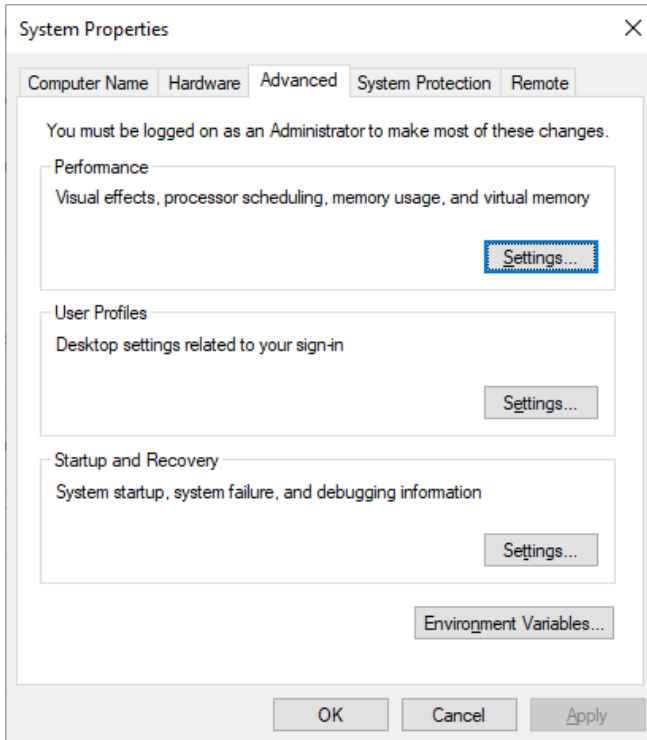 System Properties
Computer Name Hardware Advanced System Protection Remote
You must be logged on as an Administrator to make most of these changes.
Performance
Visual effects, processor scheduling, memory usage, and virtual memory
Settings...
User Profiles
Desktop settings related to your sign-in
Settings...
Startup and Recovery
System startup, system failure, and debugging information
Settings...
Environment Variables...
OK Cancel Apply